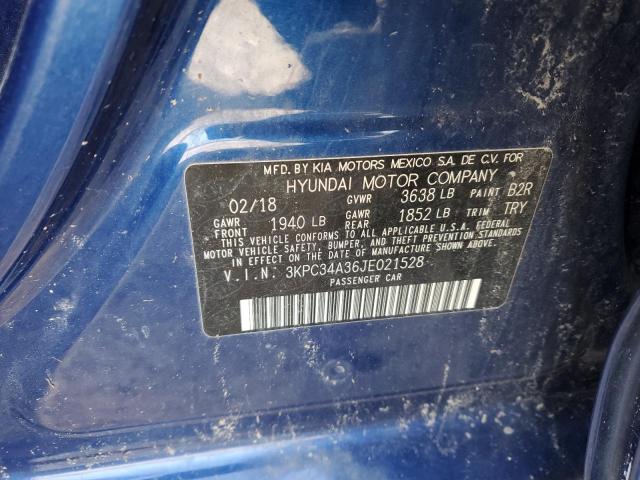 MFD. BY KIA MOTORS MEXICO S.A. DE C.V. FOR
HYUNDAI MOTOR COMPANY
02/18 GVWR 3638 LB PAINT B2R
GAWR FRONT 1940 LB GAWR REAR 1852 LB TRIM TRY
THIS VEHICLE CONFORMS TO ALL APPLICABLE U.S.A. FEDERAL
MOTOR VEHICLE SAFETY, BUMPER, AND THEFT PREVENTION
STANDARDS IN EFFECT ON THE DATE OF MANUFACTURE SHOWN ABOVE.
V.I.N. 3KPC34A36JE021528
PASSENGER CAR